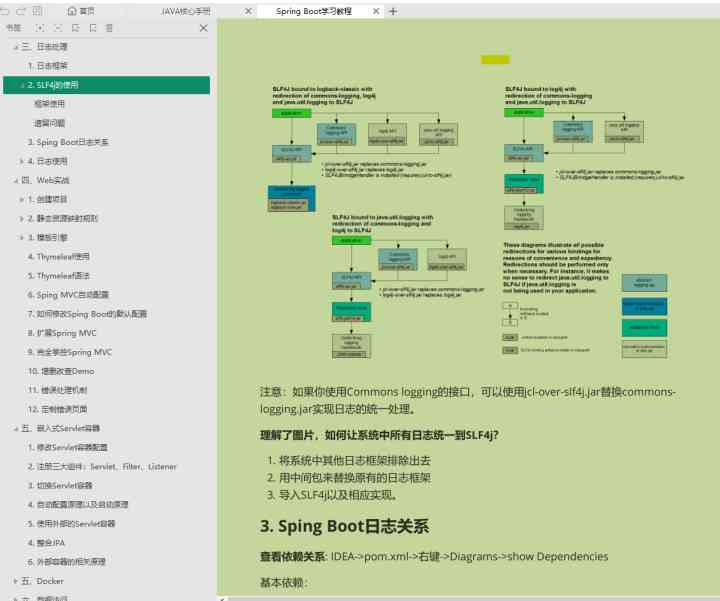 首页
JAVA核心手册
Spring Boot学习教程
书签
三、日志处理
1. 日志框架
2. SLF4j的使用
框架使用
遗留问题
3. Sping Boot日志关系
4. 日志使用
四、Web实战
1. 创建项目
2. 静态资源映射规则
3. 模板引擎
4. Thymeleaf使用
5. Thymeleaf语法
6. Sping MVC自动配置
7. 如何修改Sping Boot的默认配置
8. 扩展Spring MVC
9. 完全掌控Spring MVC
10. 增删改查Demo
11. 错误处理机制
12. 定制错误页面
五、嵌入式Servlet容器
1. 修改Servlet容器配置
2. 注册三大组件：Servlet、Filter、Listener
3. 切换Servlet容器
4. 自动配置原理以及启动原理
5. 使用外部的Servlet容器
4. 整合JPA
6. 外部容器的相关原理
五、Docker
SLF4J bound to logback-classic with
redirection of commons-logging, log4j
and java.util.logging to SLF4J
SLF4J bound to log4j with
redirection of commons-logging
and java.util.logging to SLF4J
SLF4J bound to java.util.logging with
redirection of commons-logging and
log4j to SLF4J
These diagrams illustrate all possible
redirections for various bindings for
reasons of convenience and expediency.
Redirections should be performed only
when necessary. For instance, it makes
no sense to redirect java.util.logging to
SLF4J if java.util.logging is
not being used in your application.
注意：如果你使用Commons logging的接口，可以使用jcl-over-slf4j.jar替换commons-
logging.jar实现日志的统一处理。
理解了图片，如何让系统中所有日志统一到SLF4j？
1. 将系统中其他日志框架排除出去
2. 用中间包来替换原有的日志框架
3. 导入SLF4j以及相应实现。
3. Sping Boot日志关系
查看依赖关系: IDEA->pom.xml->右键->Diagrams->show Dependencies
基本依赖：